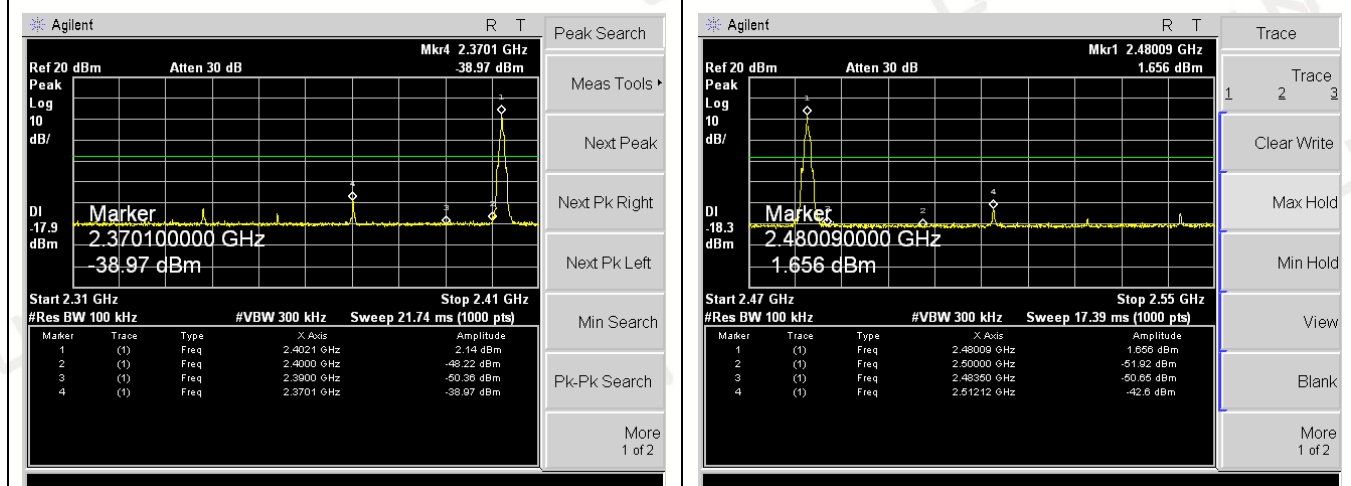 Agilent R T
Peak Search
Mkr4 2.3701 GHz
Ref 20 dBm Atten 30 dB -38.97 dBm
Peak
Log
10
dB/
1
4
3
2
DI
-17.9
dBm
Marker
2.370100000 GHz
-38.97 dBm
Start 2.31 GHz Stop 2.41 GHz
#Res BW 100 kHz #VBW 300 kHz Sweep 21.74 ms (1000 pts)
Marker Trace Type X Axis Amplitude
1 (1) Freq 2.4021 GHz 2.14 dBm
2 (1) Freq 2.4000 GHz -48.22 dBm
3 (1) Freq 2.3900 GHz -50.36 dBm
4 (1) Freq 2.3701 GHz -38.97 dBm
Meas Tools
Next Peak
Next Pk Right
Next Pk Left
Min Search
Pk-Pk Search
More
1 of 2
Agilent R T
Trace
Mkr1 2.48009 GHz
Ref 20 dBm Atten 30 dB 1.656 dBm
Peak
Log
10
dB/
1
4
3
2
DI
-18.3
dBm
Marker
2.480090000 GHz
1.656 dBm
Start 2.47 GHz Stop 2.55 GHz
#Res BW 100 kHz #VBW 300 kHz Sweep 17.39 ms (1000 pts)
Marker Trace Type X Axis Amplitude
1 (1) Freq 2.48009 GHz 1.656 dBm
2 (1) Freq 2.50000 GHz -51.92 dBm
3 (1) Freq 2.48350 GHz -50.65 dBm
4 (1) Freq 2.51212 GHz -42.6 dBm
Trace
1 2 3
Clear Write
Max Hold
Min Hold
View
Blank
More
1 of 2